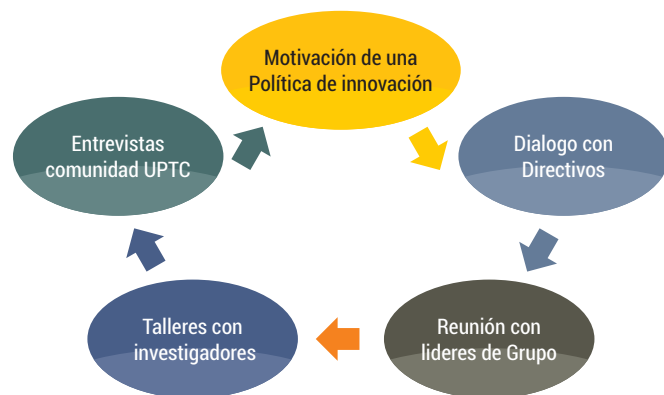 Motivación de una
Política de innovación
Dialogo con
Directivos
Reunión con
lideres de Grupo
Talleres con
investigadores
Entrevistas
comunidad UPTC